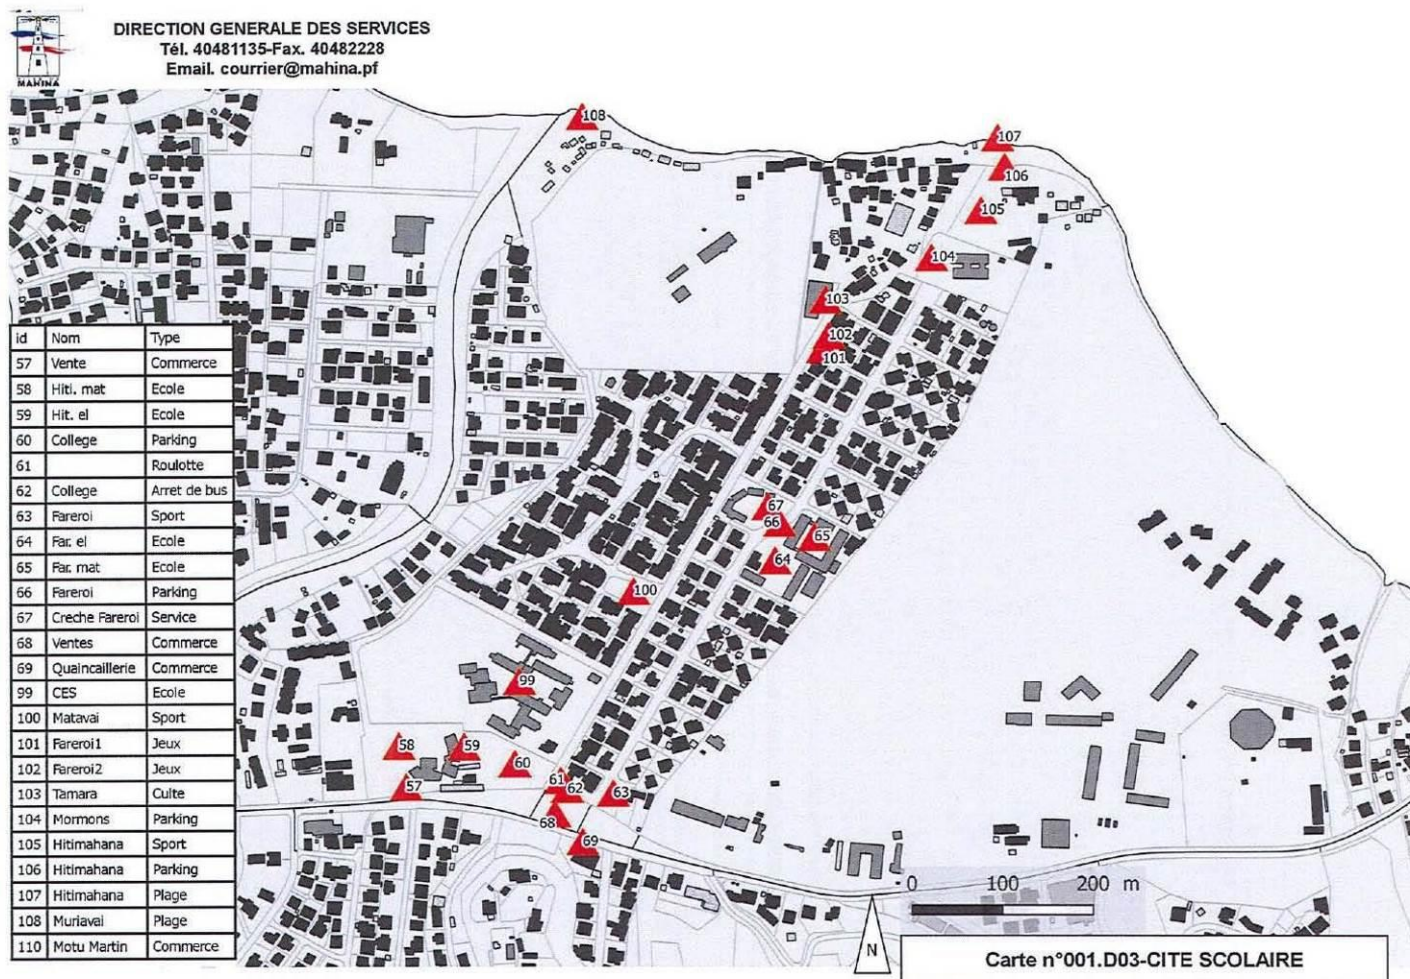 MAHINA
DIRECTION GENERALE DES SERVICES
Tél. 40481135-Fax. 40482228
Email. courrier@mahina.pf
108
107
106
105
104
103
102
101
67
66
65
64
100
99
58
59
60
57
61
62
63
68
69
id Nom Type
57 Vente Commerce
58 Hiti. mat Ecole
59 Hit. el Ecole
60 College Parking
61 Roulotte
62 College Arret de bus
63 Fareroi Sport
64 Far. el Ecole
65 Far. mat Ecole
66 Fareroi Parking
67 Creche Fareroi Service
68 Ventes Commerce
69 Quaincaillerie Commerce
99 CES Ecole
100 Matavai Sport
101 Fareroi1 Jeux
102 Fareroi2 Jeux
103 Tamara Culte
104 Mormons Parking
105 Hitimahana Sport
106 Hitimahana Parking
107 Hitimahana Plage
108 Muriavai Plage
110 Motu Martin Commerce
0 100 200 m
N
Carte n°001.D03-CITE SCOLAIRE